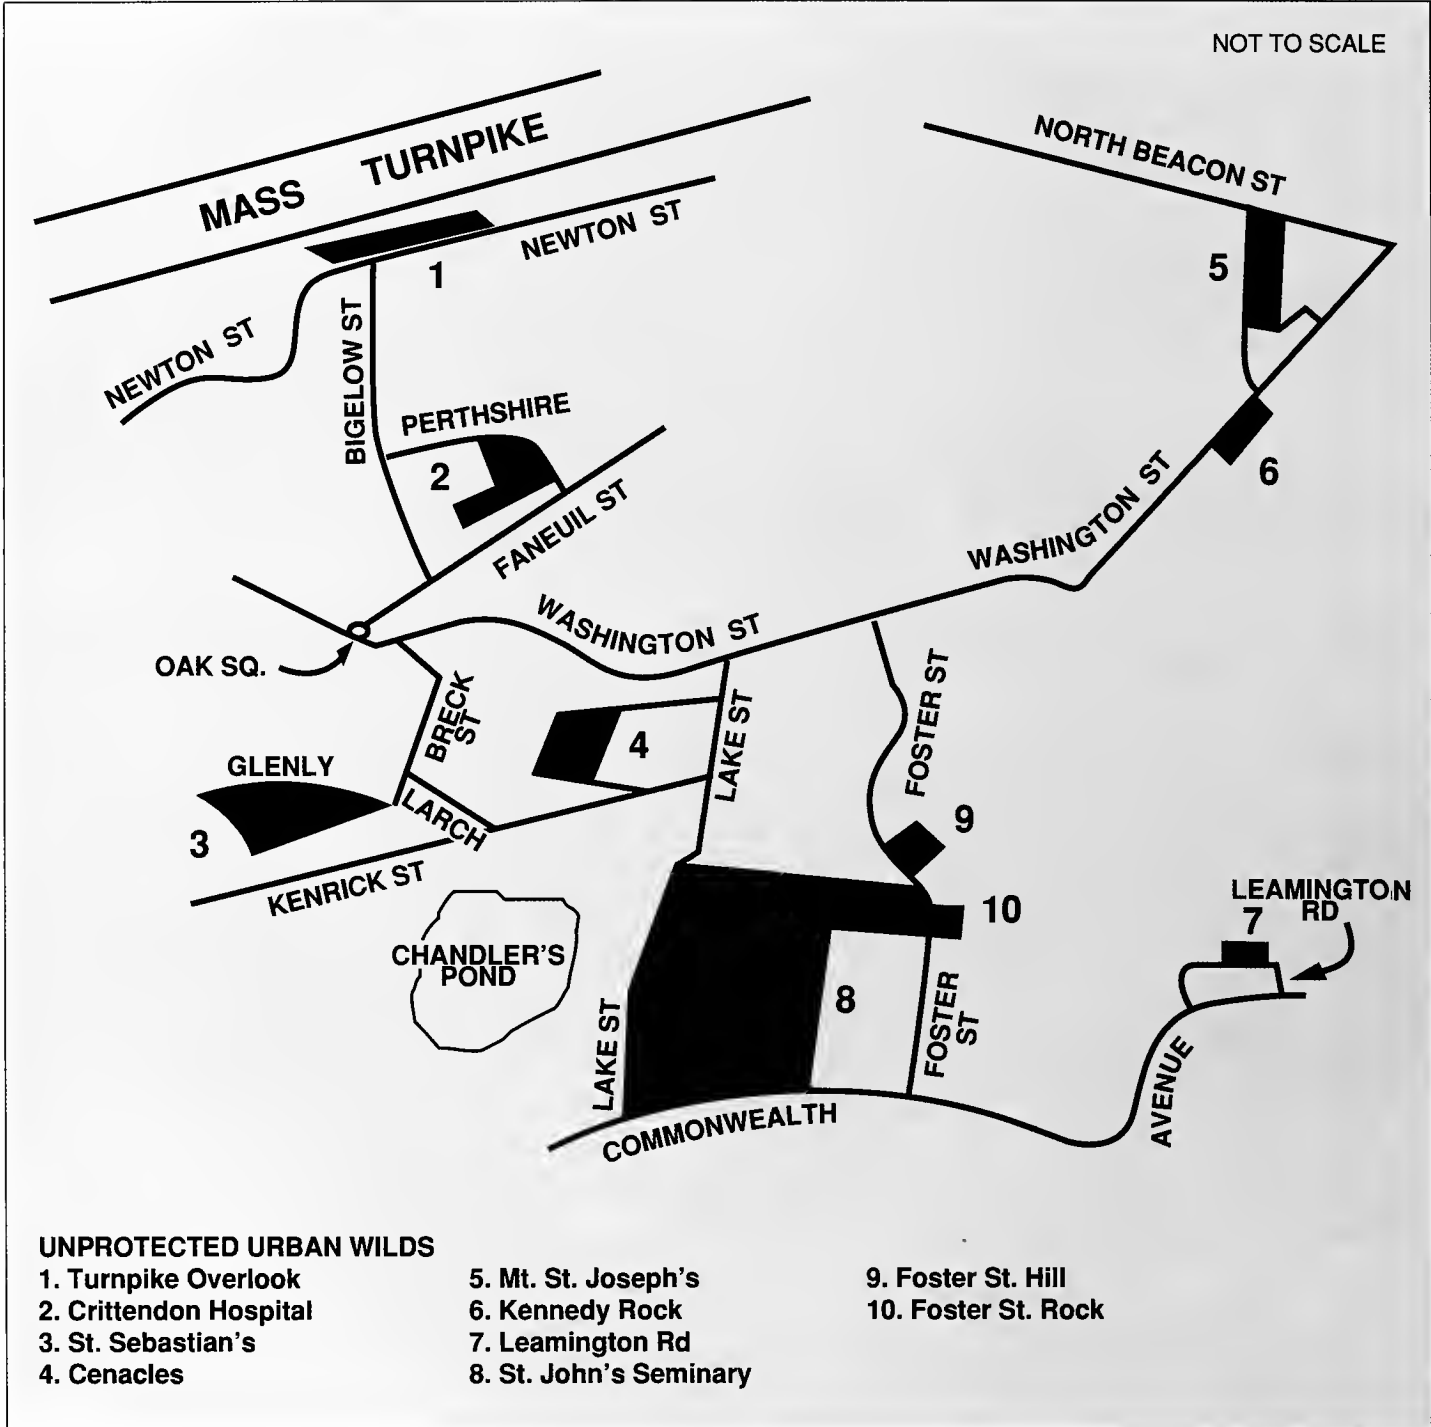 NOT TO SCALE
MASS TURNPIKE
NORTH BEACON ST
NEWTON ST
1
5
NEWTON ST
BIGELOW ST
PERTHSHIRE
2
6
FANEUIL ST
WASHINGTON ST
WASHINGTON ST
OAK SQ.
BRECK
ST
LAKE ST
FOSTER ST
4
GLENLY
LARCH
3
9
KENRICK ST
LEAMINGTON
RD
7
10
CHANDLER'S
POND
8
LAKE ST
FOSTER
ST
COMMONWEALTH
AVENUE
UNPROTECTED URBAN WILDS
1. Turnpike Overlook
2. Crittendon Hospital
3. St. Sebastian's
4. Cenacles
5. Mt. St. Joseph's
6. Kennedy Rock
7. Leamington Rd
8. St. John's Seminary
9. Foster St. Hill
10. Foster St. Rock